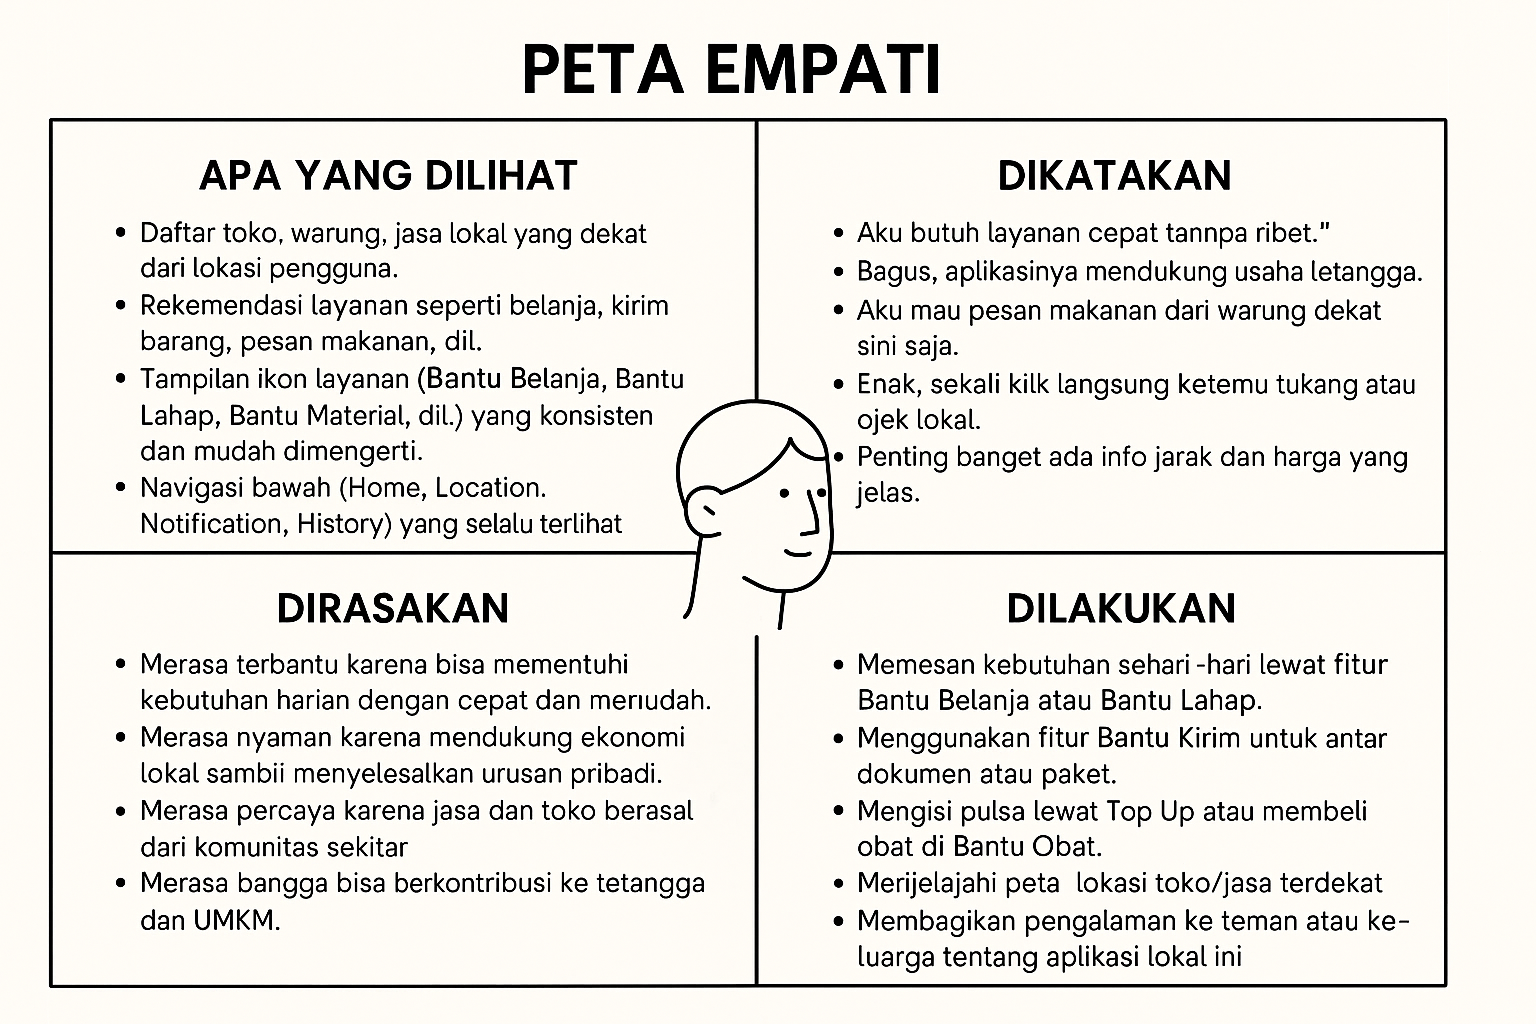 PETA EMPATI
APA YANG DILIHAT
• Daftar toko, warung, jasa lokal yang dekat
dari lokasi pengguna.
• Rekemendasi layanan seperti belanja, kirim
barang, pesan makanan, dil.
• Tampilan ikon layanan (Bantu Belanja, Bantu
Lahap, Bantu Material, dil.) yang konsisten
dan mudah dimengerti.
• Navigasi bawah (Home, Location.
Notification, History) yang selalu terlihat
DIKATAKAN
• Aku butuh layanan cepat tannpa ribet."
• Bagus, aplikasinya mendukung usaha letangga.
• Aku mau pesan makanan dari warung dekat
sini saja.
• Enak, sekali kilk langsung ketemu tukang atau
ojek lokal.
• Penting banget ada info jarak dan harga yang
jelas.
DIRASAKAN
• Merasa terbantu karena bisa mementuhi
kebutuhan harian dengan cepat dan merıudah.
• Merasa nyaman karena mendukung ekonomi
lokal sambii menyelesalkan urusan pribadi.
• Merasa percaya karena jasa dan toko berasal
dari komunitas sekitar
• Merasa bangga bisa berkontribusi ke tetangga
dan UMKM.
DILAKUKAN
• Memesan kebutuhan sehari -hari lewat fitur
Bantu Belanja atau Bantu Lahap.
• Menggunakan fitur Bantu Kirim untuk antar
dokumen atau paket.
• Mengisi pulsa lewat Top Up atau membeli
obat di Bantu Obat.
• Merijelajahi peta lokasi toko/jasa terdekat
• Membagikan pengalaman ke teman atau ke-
luarga tentang aplikasi lokal ini